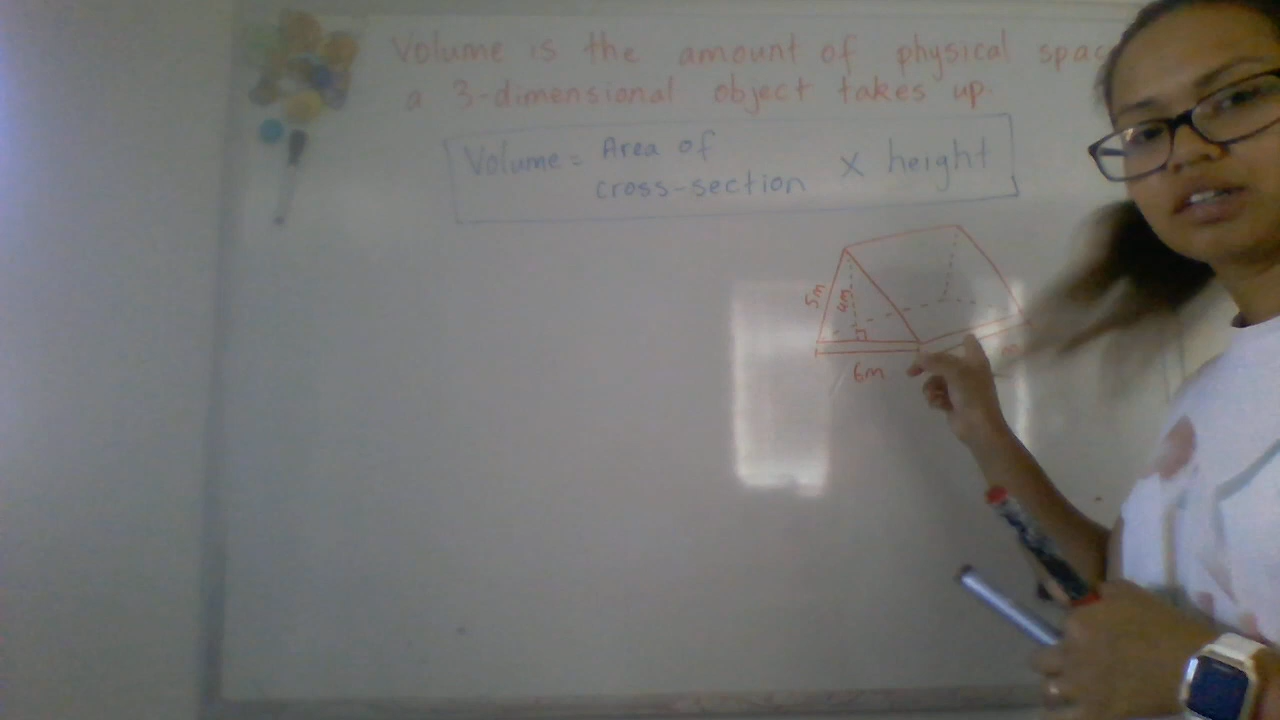 Volume is the amount of physical spac
a 3-dimensional object takes up.
Volume = Area of cross-section x height
5m
4m
6m
m